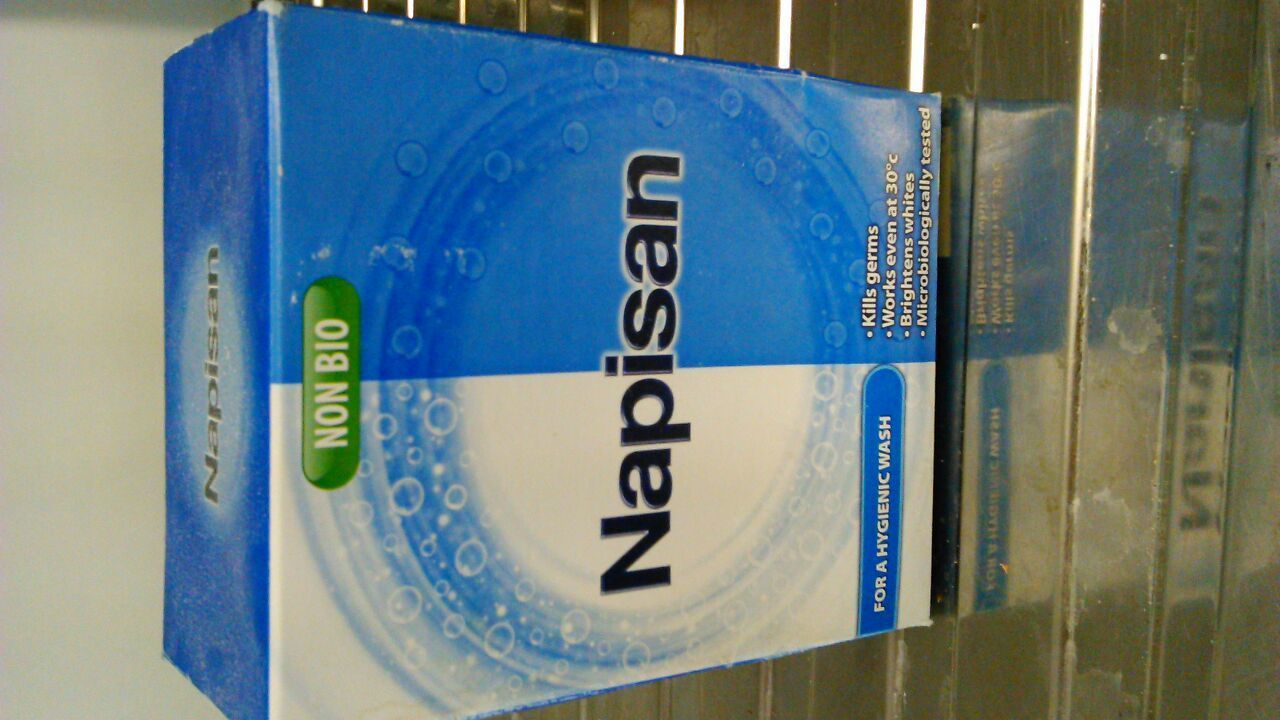 Napisan
NON BIO
Napisan
• Kills germs
• Works even at 30°c
• Brightens whites
• Microbiologically tested
FOR A HYGIENIC WASH